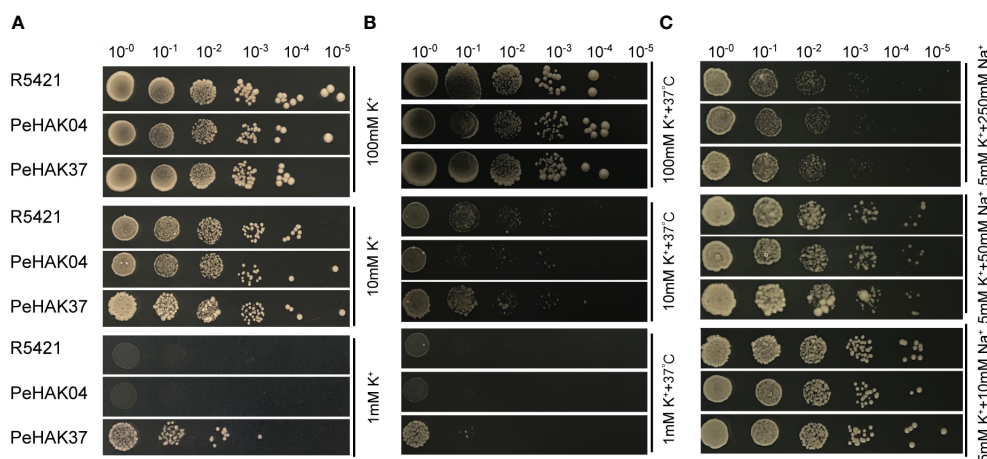 A
B
C
10⁻⁰ 10⁻¹ 10⁻² 10⁻³ 10⁻⁴ 10⁻⁵
10⁻⁰ 10⁻¹ 10⁻² 10⁻³ 10⁻⁴ 10⁻⁵
10⁻⁰ 10⁻¹ 10⁻² 10⁻³ 10⁻⁴ 10⁻⁵
R5421
PeHAK04
PeHAK37
100mM K⁺
100mM K⁺+37°C
5mM K⁺+250mM Na⁺
R5421
PeHAK04
PeHAK37
10mM K⁺
10mM K⁺+37°C
5mM K⁺+50mM Na⁺
R5421
PeHAK04
PeHAK37
1mM K⁺
1mM K⁺+37°C
5mM K⁺+10mM Na⁺